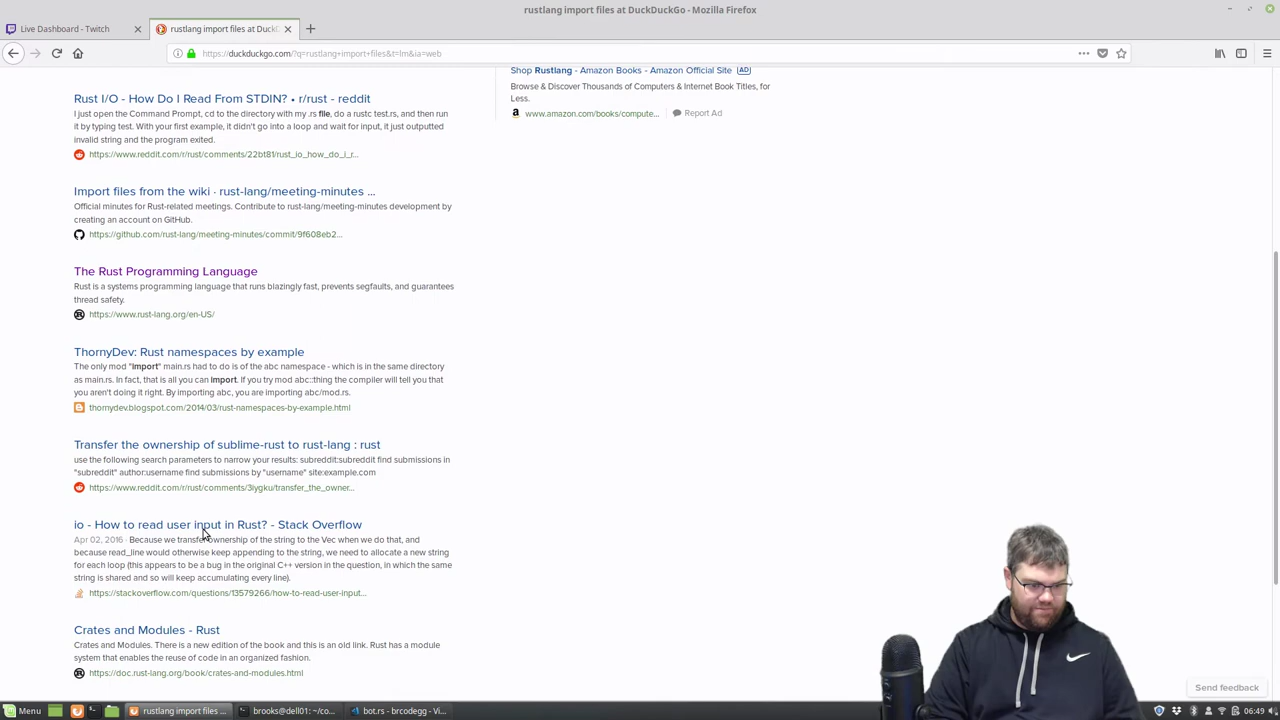 rustlang import files at DuckDuckGo - Mozilla Firefox
Live Dashboard - Twitch
rustlang import files at Duck
https://duckduckgo.com/?q=rustlang+import+files&t=lm&ia=web
Shop Rustlang - Amazon Books - Amazon Official Site AD
Browse & Discover Thousands of Computers & Internet Book Titles, for
Less.
www.amazon.com/books/compute...
Report Ad
Rust I/O - How Do I Read From STDIN? • r/rust - reddit
I just open the Command Prompt, cd to the directory with my .rs file, do a rustc test.rs, and then run
it by typing test. With your first example, it didn't go into a loop and wait for input, it just outputted
invalid string and the program exited.
https://www.reddit.com/r/rust/comments/22bt81/rust_io_how_do_i_r...
Import files from the wiki · rust-lang/meeting-minutes ...
Official minutes for Rust-related meetings. Contribute to rust-lang/meeting-minutes development by
creating an account on GitHub.
https://github.com/rust-lang/meeting-minutes/commit/9f608eb2...
The Rust Programming Language
Rust is a systems programming language that runs blazingly fast, prevents segfaults, and guarantees
thread safety.
https://www.rust-lang.org/en-US/
ThornyDev: Rust namespaces by example
The only mod "import" main.rs had to do is of the abc namespace - which is in the same directory
as main.rs. In fact, that is all you can import. If you try mod abc::thing the compiler will tell you that
you aren't doing it right. By importing abc, you are importing abc/mod.rs.
thornydev.blogspot.com/2014/03/rust-namespaces-by-example.html
Transfer the ownership of sublime-rust to rust-lang : rust
use the following search parameters to narrow your results: subreddit:subreddit find submissions in
"subreddit" author:username find submissions by "username" site:example.com
https://www.reddit.com/r/rust/comments/3iygku/transfer_the_owner...
io - How to read user input in Rust? - Stack Overflow
Apr 02, 2016 · Because we transfer ownership of the string to the Vec when we do that, and
because read_line would otherwise keep appending to the string, we need to allocate a new string
for each loop (this appears to be a bug in the original C++ version in the question, in which the same
string is shared and so will keep accumulating every line).
https://stackoverflow.com/questions/13579266/how-to-read-user-input...
Crates and Modules - Rust
Crates and Modules. There is a new edition of the book and this is an old link. Rust has a module
system that enables the reuse of code in an organized fashion.
https://doc.rust-lang.org/book/crates-and-modules.html
Send feedback
Menu
rustlang import files ...
brooks@dell01: ~/co...
bot.rs - brcodegg - Vi...
06:49